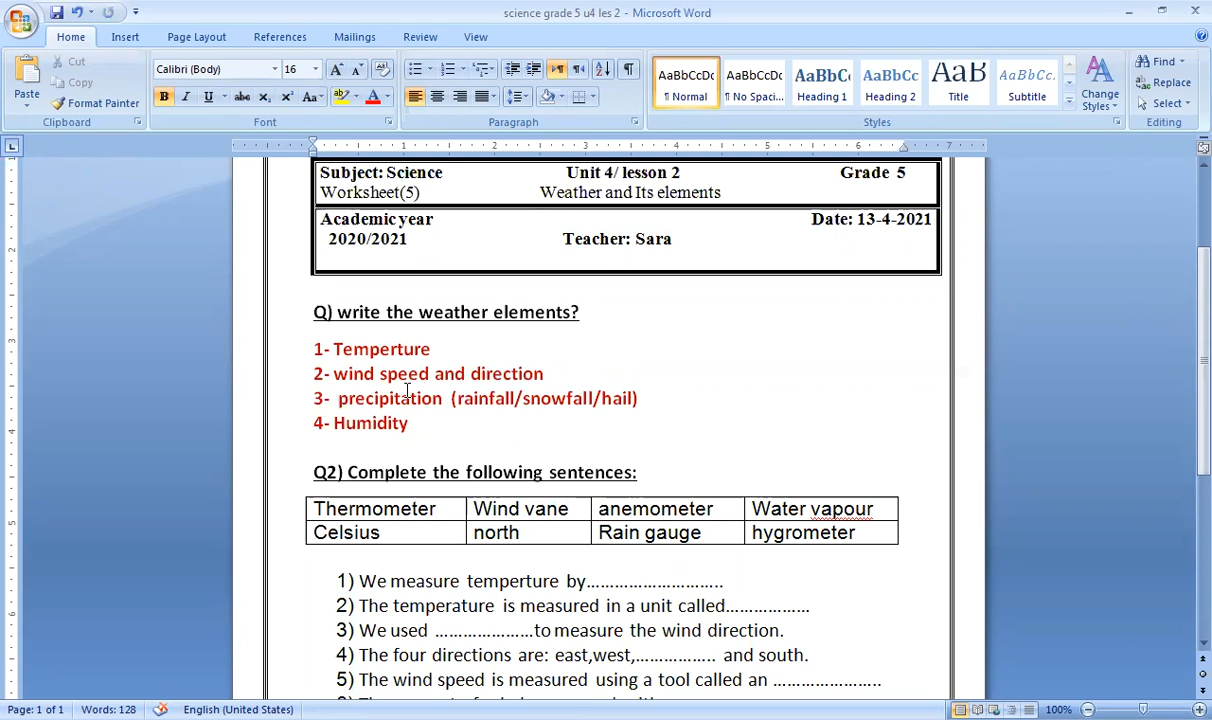 science grade 5 u4 les 2 - Microsoft Word
Home Insert Page Layout References Mailings Review View
Cut
Copy
Paste
Format Painter
Clipboard
Calibri (Body) 16
Font
Paragraph
AaBbCcDc AaBbCcDc AaBbC AaBbCc AaB AaBbCc.
¶ Normal ¶ No Spaci... Heading 1 Heading 2 Title Subtitle
Change Styles
Styles
Find
Replace
Select
Editing
1 2 3 4 5 6 7
Subject: Science Unit 4/ lesson 2 Grade 5
Worksheet(5) Weather and Its elements
Academic year Date: 13-4-2021
2020/2021 Teacher: Sara
Q) write the weather elements?
1- Temperture
2- wind speed and direction
3- precipitation (rainfall/snowfall/hail)
4- Humidity
Q2) Complete the following sentences:
Thermometer Wind vane anemometer Water vapour
Celsius north Rain gauge hygrometer
1) We measure temperture by...........................
2) The temperature is measured in a unit called..................
3) We used .....................to measure the wind direction.
4) The four directions are: east,west,................. and south.
5) The wind speed is measured using a tool called an .......................
Page: 1 of 1 Words: 128 English (United States) 100%